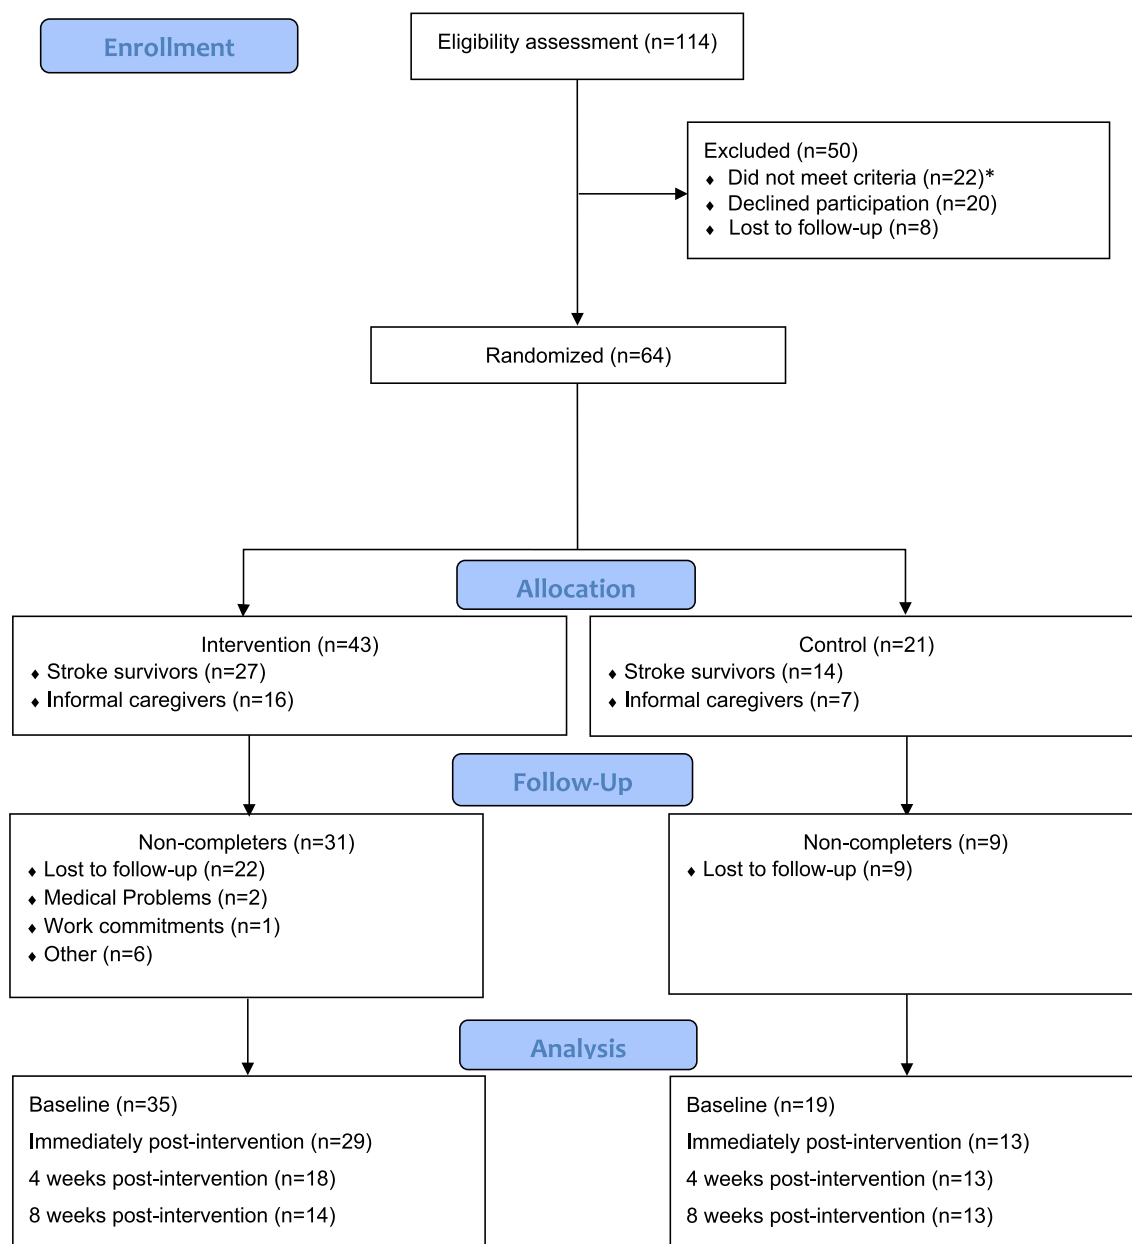 Enrollment
Eligibility assessment (n=114)
Excluded (n=50)
♦ Did not meet criteria (n=22)*
♦ Declined participation (n=20)
♦ Lost to follow-up (n=8)
Randomized (n=64)
Allocation
Intervention (n=43)
♦ Stroke survivors (n=27)
♦ Informal caregivers (n=16)
Control (n=21)
♦ Stroke survivors (n=14)
♦ Informal caregivers (n=7)
Follow-Up
Non-completers (n=31)
♦ Lost to follow-up (n=22)
♦ Medical Problems (n=2)
♦ Work commitments (n=1)
♦ Other (n=6)
Non-completers (n=9)
♦ Lost to follow-up (n=9)
Analysis
Baseline (n=35)
Immediately post-intervention (n=29)
4 weeks post-intervention (n=18)
8 weeks post-intervention (n=14)
Baseline (n=19)
Immediately post-intervention (n=13)
4 weeks post-intervention (n=13)
8 weeks post-intervention (n=13)